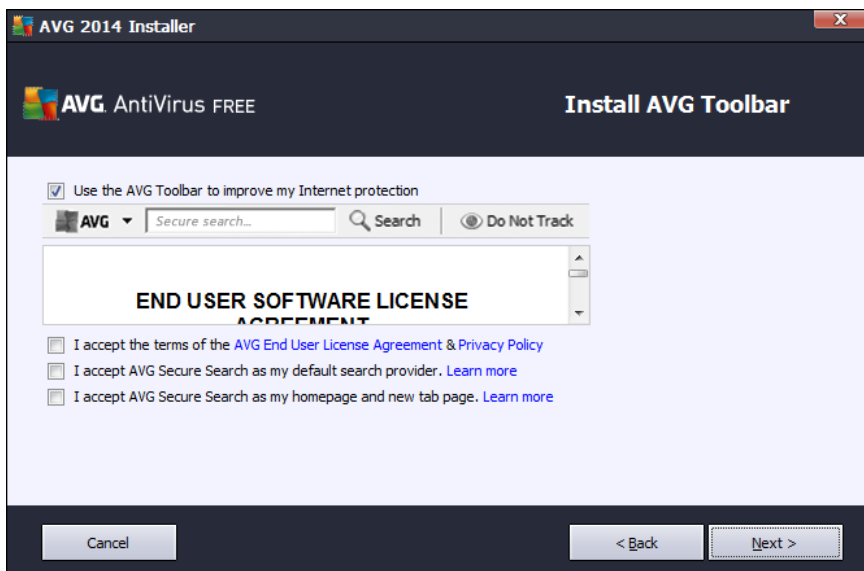 AVG 2014 Installer
x
AVG. AntiVirus FREE
Install AVG Toolbar
Use the AVG Toolbar to improve my Internet protection
AVG Secure search... Search Do Not Track
END USER SOFTWARE LICENSE
AGREEMENT
I accept the terms of the AVG End User License Agreement & Privacy Policy
I accept AVG Secure Search as my default search provider. Learn more
I accept AVG Secure Search as my homepage and new tab page. Learn more
Cancel
< Back
Next >